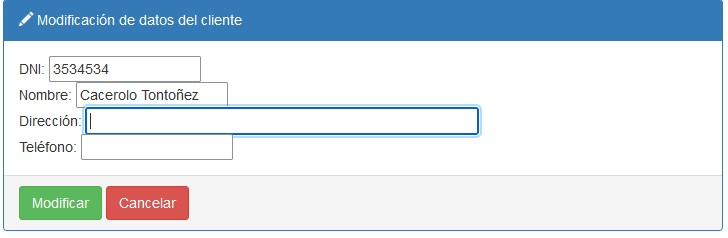 Modificación de datos del cliente
DNI: 3534534
Nombre: Cacerolo Tontoñez
Dirección:
Teléfono:
Modificar Cancelar